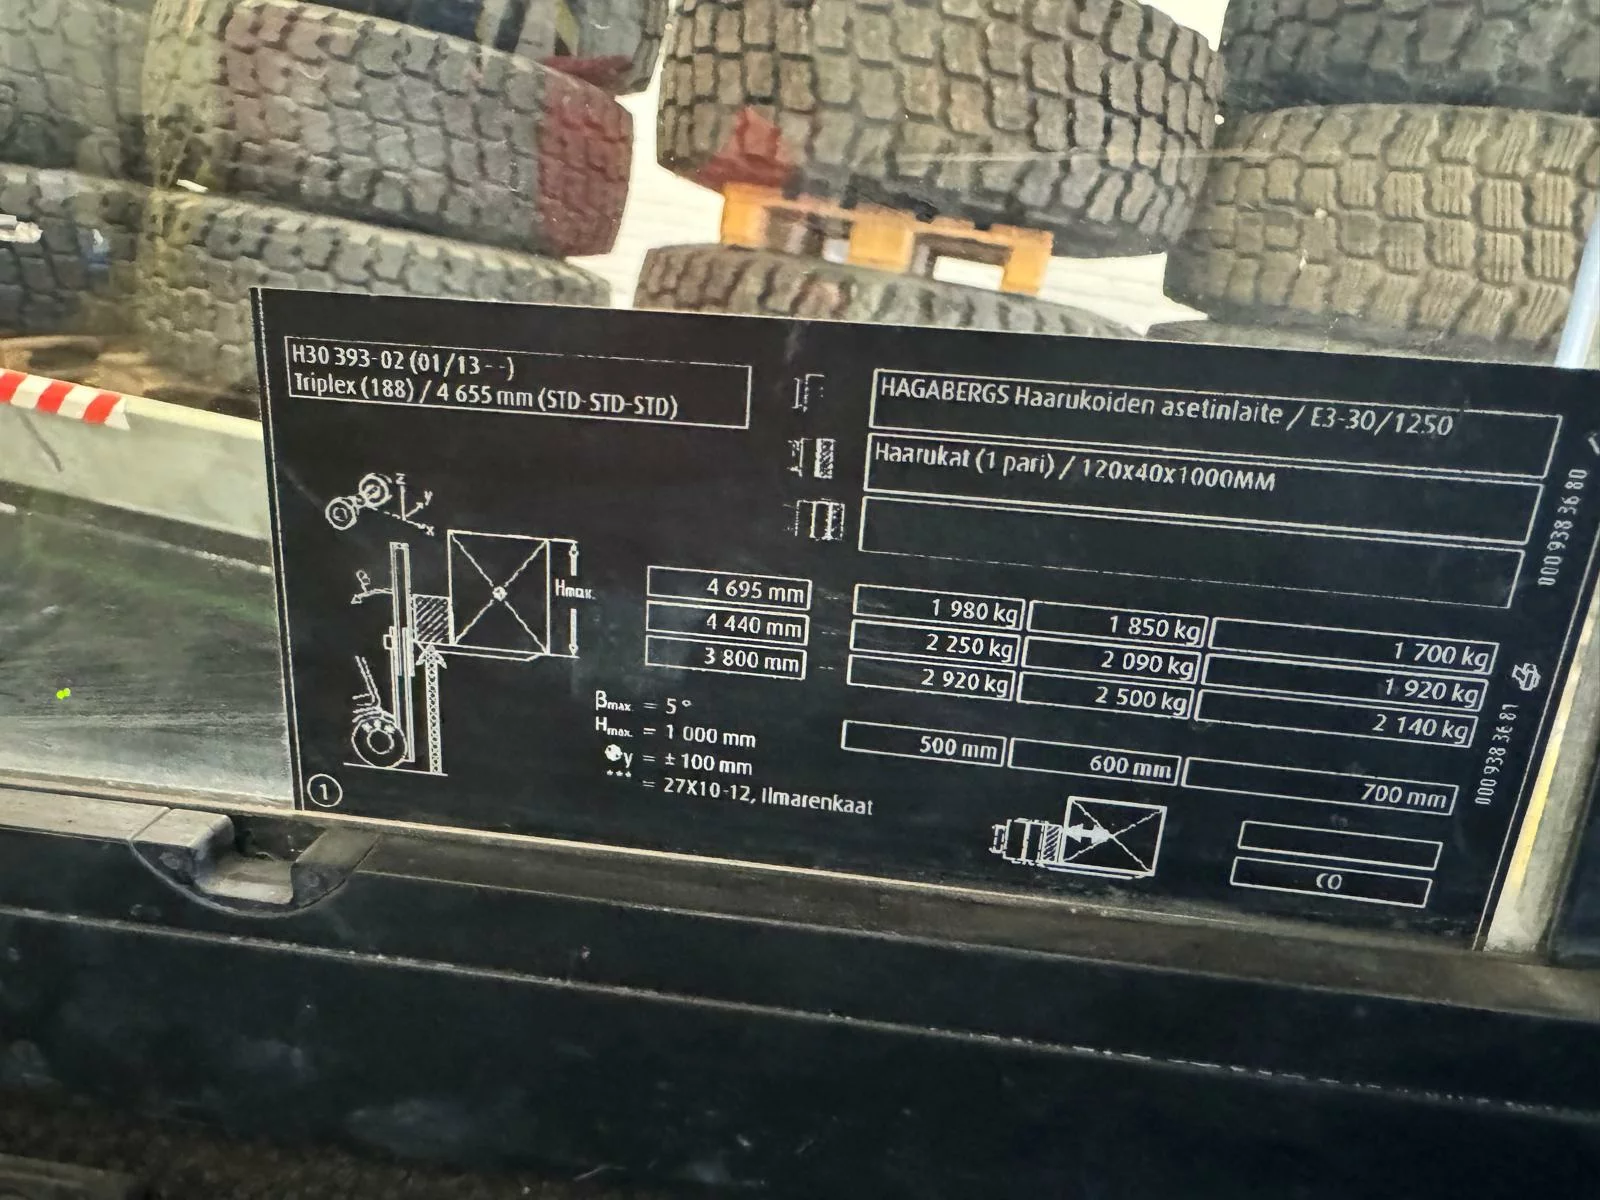 H30 393-02 (01/13 - -)
Triplex (188) / 4 655 mm (STD-STD-STD)
HAGABERGS Haarukoiden asetinlaite / E3-30/1250
Haarukat (1 pari) / 120x40x1000MM
000 938 36 80
z
y
x
β
Hmax.
4 695 mm 1 980 kg 1 850 kg 1 700 kg
4 440 mm 2 250 kg 2 090 kg 1 920 kg
3 800 mm 2 920 kg 2 500 kg 2 140 kg
500 mm 600 mm 700 mm
βmax. = 5°
Hmax. = 1 000 mm
y = ± 100 mm
*** = 27X10-12, Ilmarenkaat
000 938 36 81
1
CO